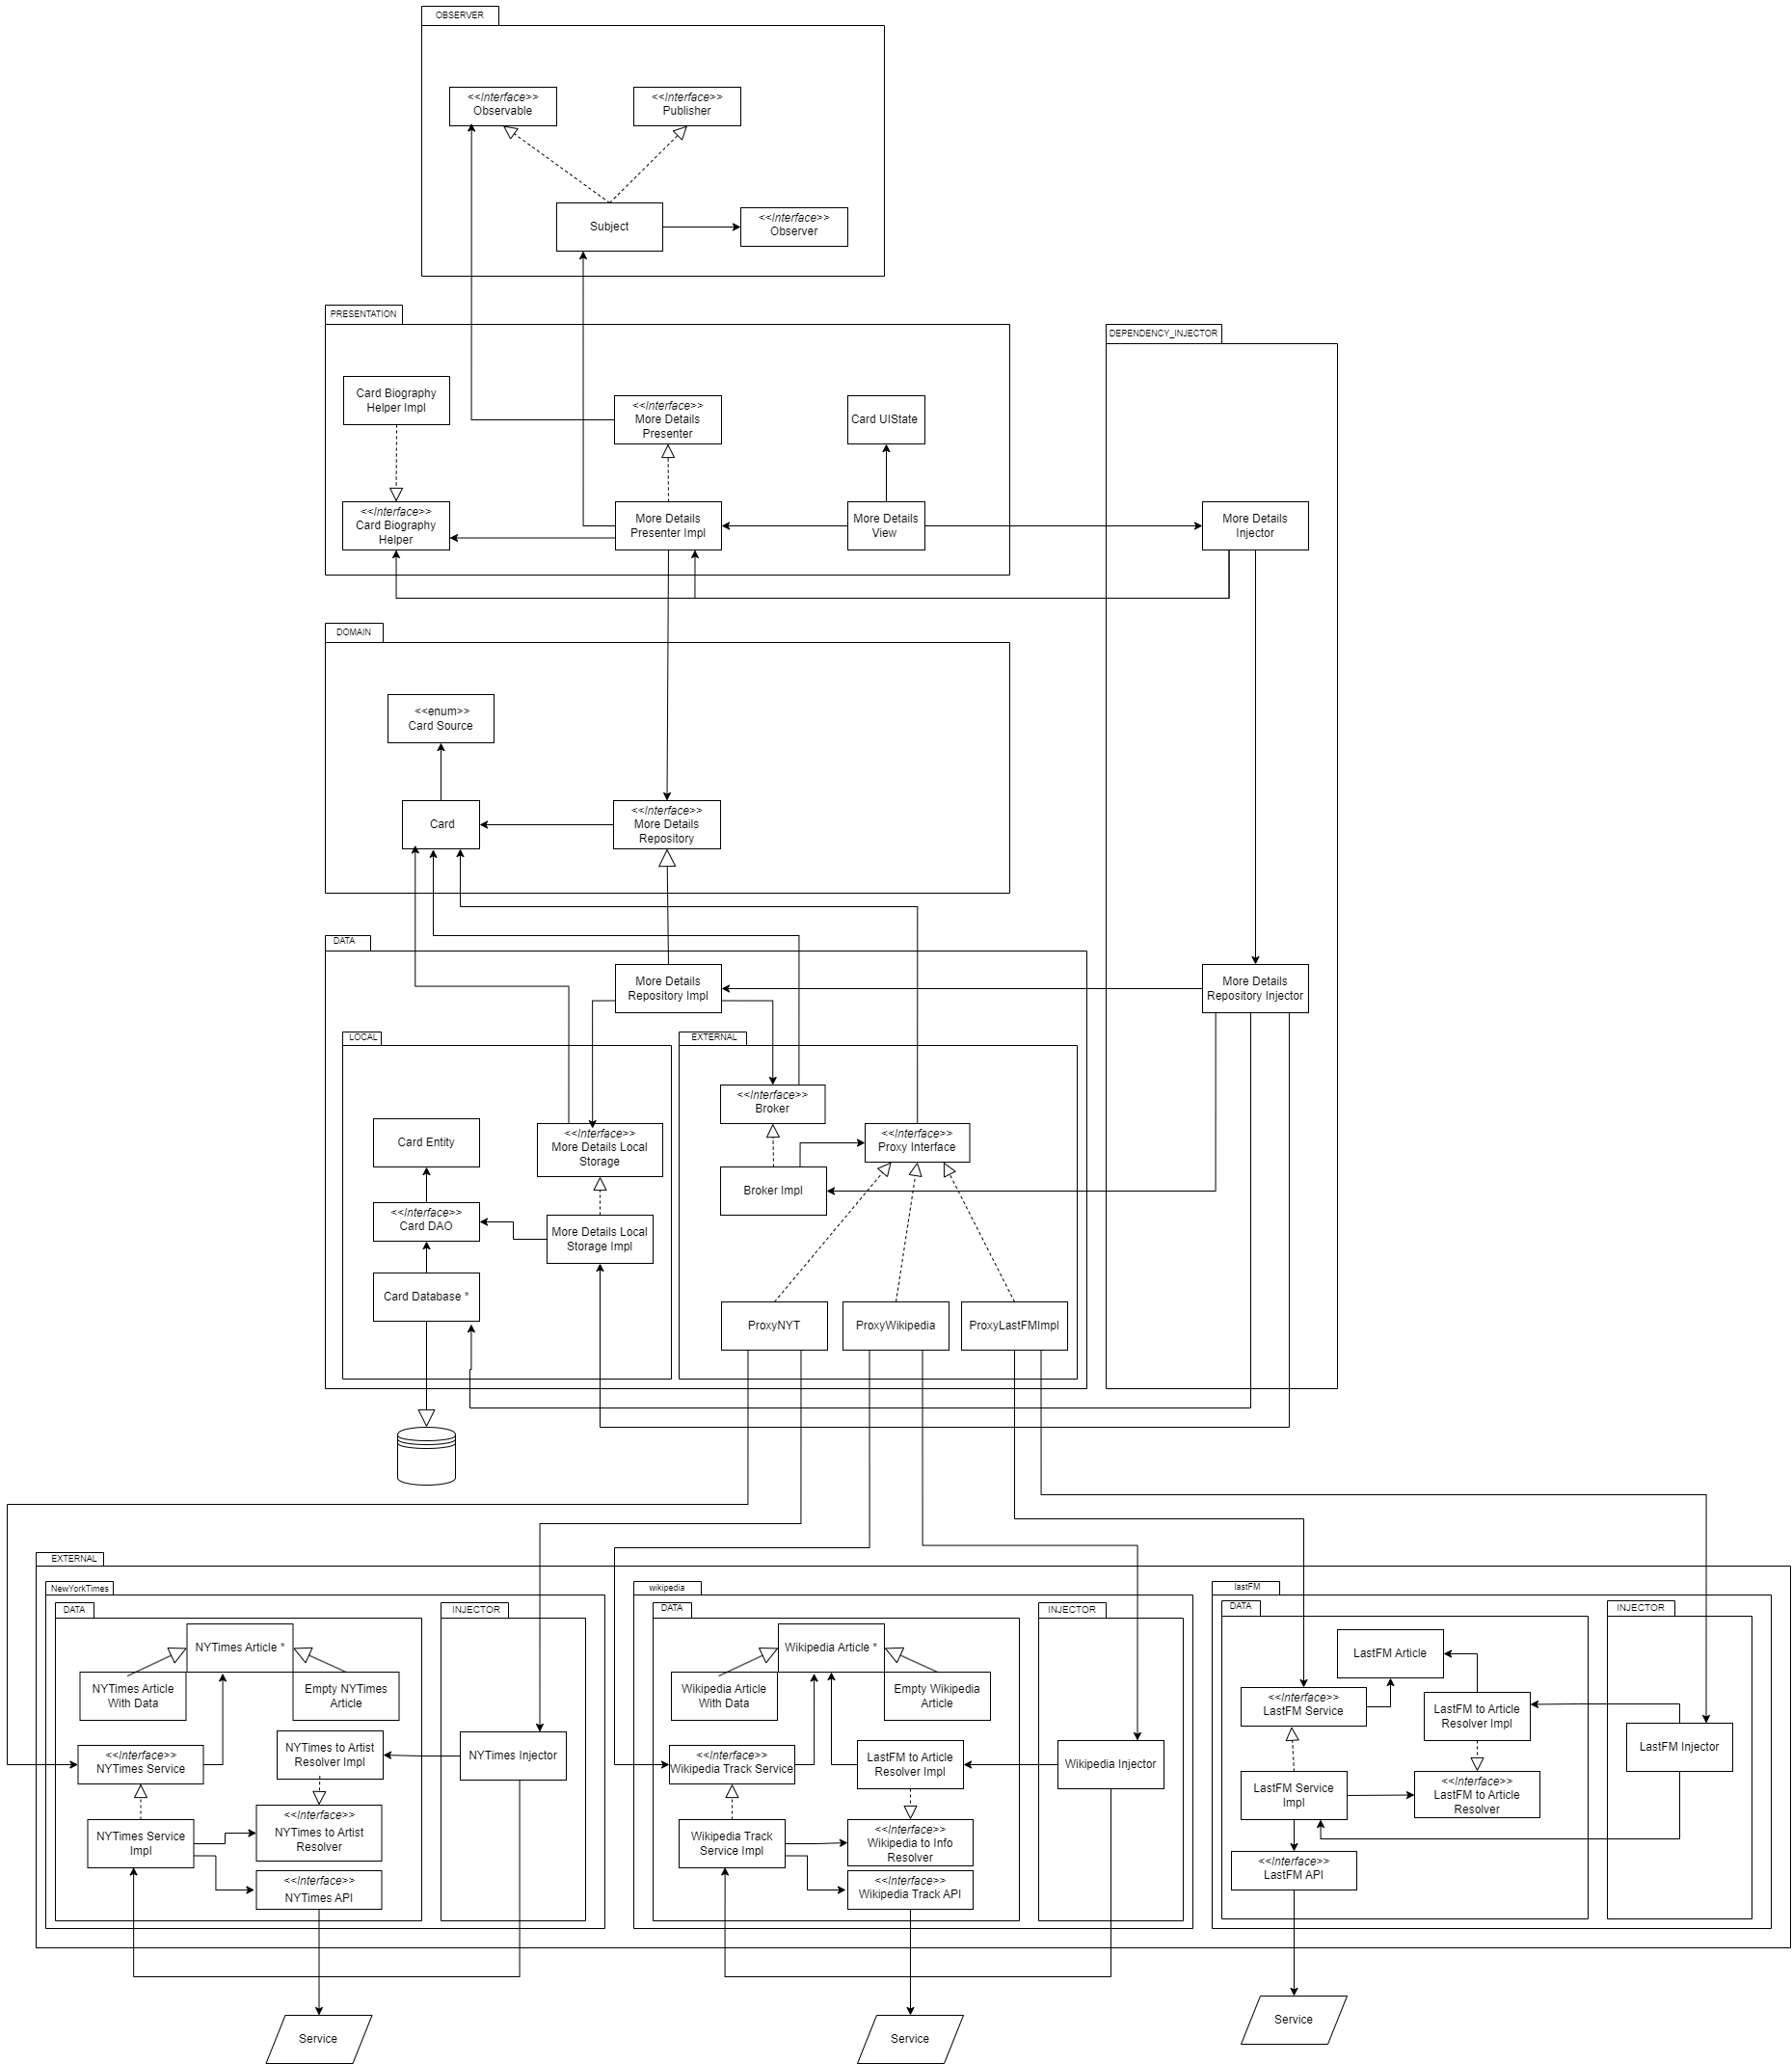 OBSERVER
<<Interface>>
Observable
<<Interface>>
Publisher
Subject
<<Interface>>
Observer
PRESENTATION
DEPENDENCY_INJECTOR
Card Biography
Helper Impl
<<Interface>>
More Details
Presenter
Card UIState
<<Interface>>
Card Biography
Helper
More Details
Presenter Impl
More Details
View
More Details
Injector
DOMAIN
<<enum>>
Card Source
Card
<<Interface>>
More Details
Repository
DATA
More Details
Repository Impl
More Details
Repository Injector
LOCAL
EXTERNAL
<<Interface>>
Broker
Card Entity
<<Interface>>
More Details Local
Storage
<<Interface>>
Proxy Interface
Broker Impl
<<Interface>>
Card DAO
More Details Local
Storage Impl
Card Database *
ProxyNYT
ProxyWikipedia
ProxyLastFMImpl
EXTERNAL
NewYorkTimes
DATA
INJECTOR
NYTimes Article *
NYTimes Article
With Data
Empty NYTimes
Article
NYTimes to Artist
Resolver Impl
NYTimes Injector
<<Interface>>
NYTimes Service
<<Interface>>
NYTimes to Artist
Resolver
NYTimes Service
Impl
<<Interface>>
NYTimes API
Service
wikipedia
DATA
INJECTOR
Wikipedia Article *
Wikipedia Article
With Data
Empty Wikipedia
Article
<<Interface>>
Wikipedia Track Service
LastFM to Article
Resolver Impl
Wikipedia Injector
Wikipedia Track
Service Impl
<<Interface>>
Wikipedia to Info
Resolver
<<Interface>>
Wikipedia Track API
Service
lastFM
DATA
INJECTOR
LastFM Article
<<Interface>>
LastFM Service
LastFM to Article
Resolver Impl
LastFM Injector
LastFM Service
Impl
<<Interface>>
LastFM to Article
Resolver
<<Interface>>
LastFM API
Service